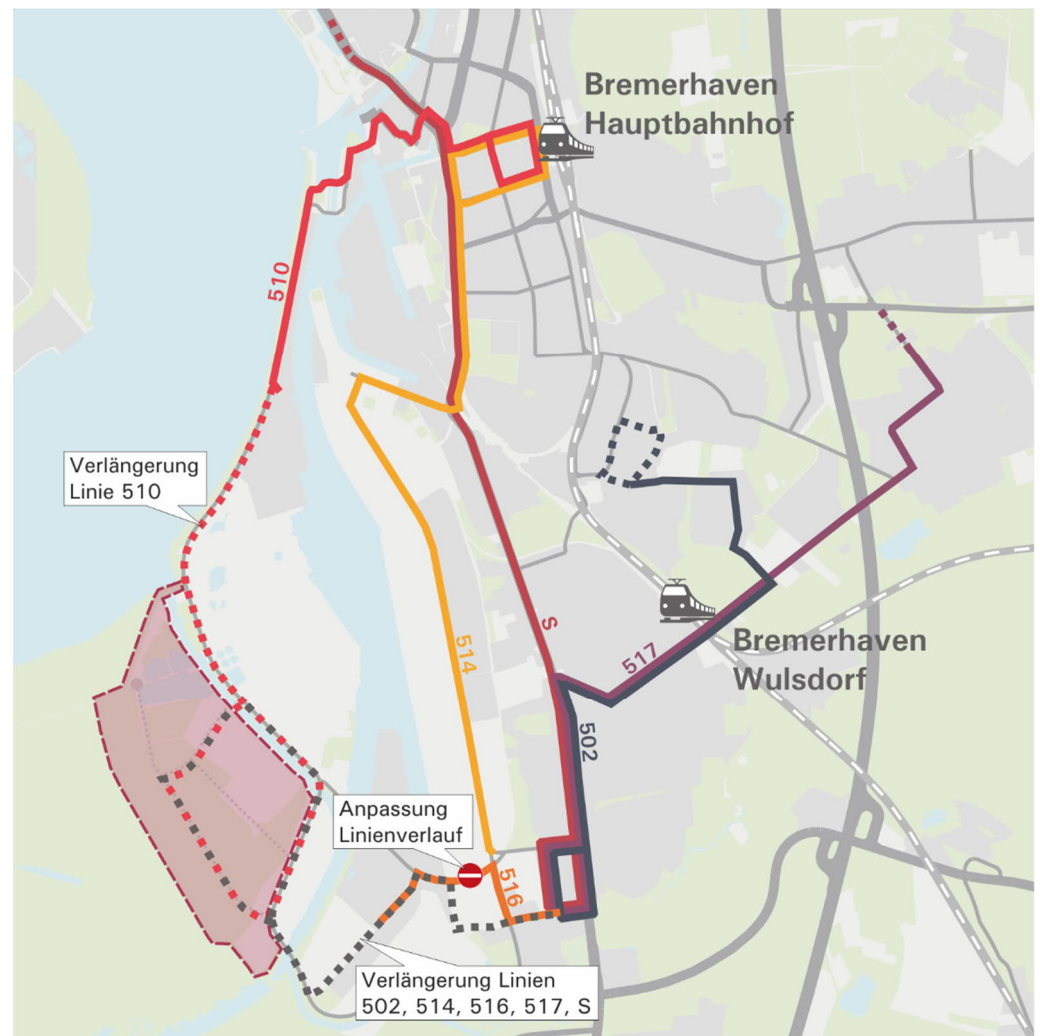 Bremerhaven
Hauptbahnhof
510
Verlängerung
Linie 510
S
514
517
Bremerhaven
Wulsdorf
502
Anpassung
Linienverlauf
516
Verlängerung Linien
502, 514, 516, 517, S